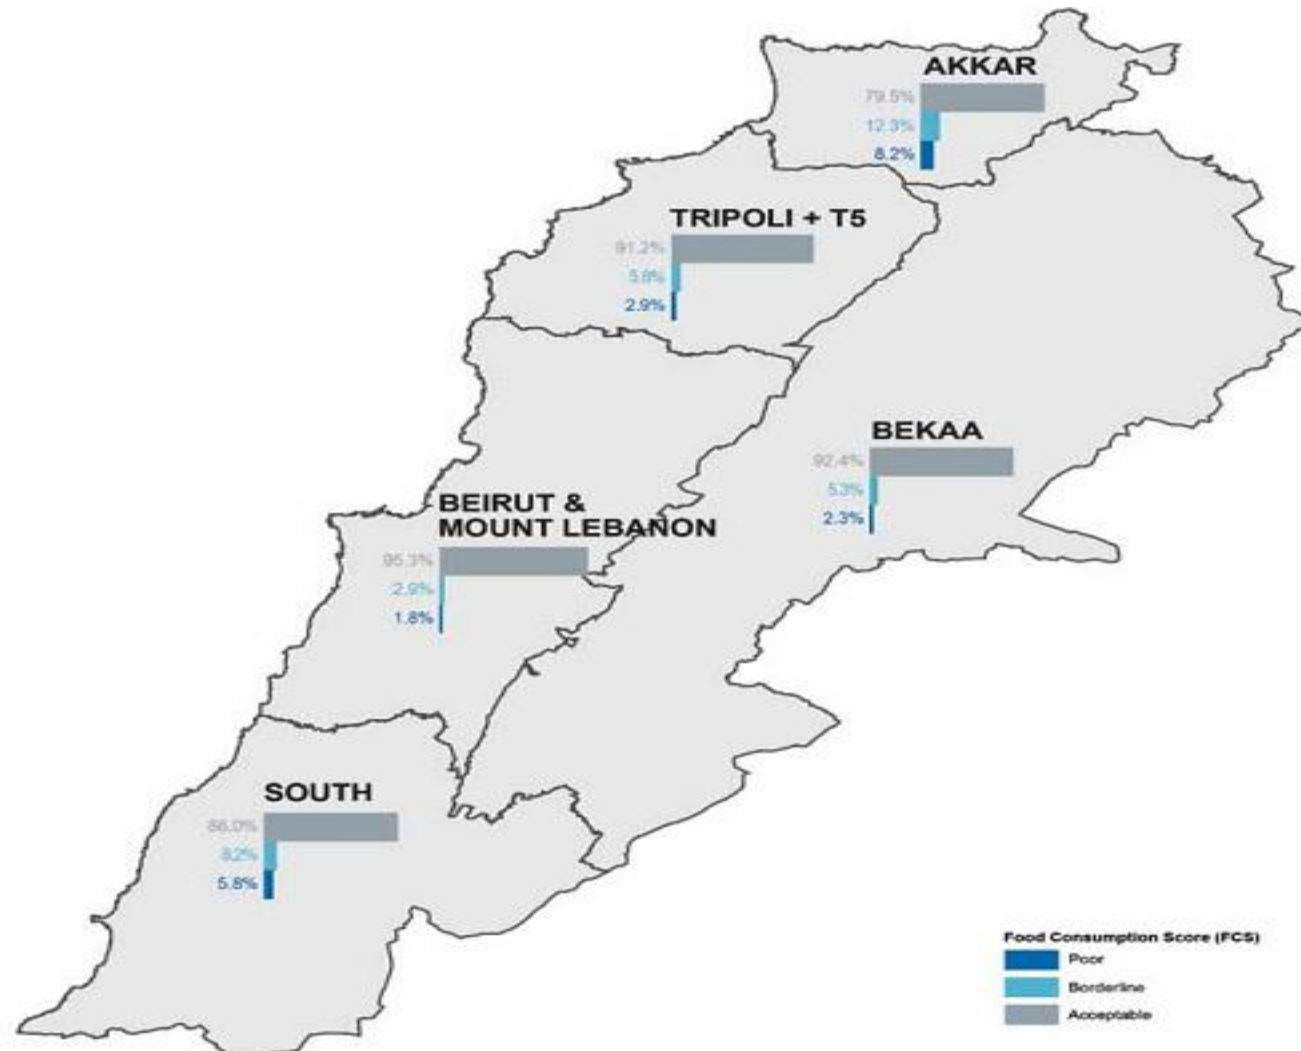 AKKAR
79.5%
12.3%
8.2%
TRIPOLI + T5
91.2%
5.8%
2.9%
BEKAA
92.4%
5.3%
2.3%
BEIRUT &
MOUNT LEBANON
95.3%
2.9%
1.8%
SOUTH
86.0%
8.2%
5.8%
Food Consumption Score (FCS)
Poor
Borderline
Acceptable